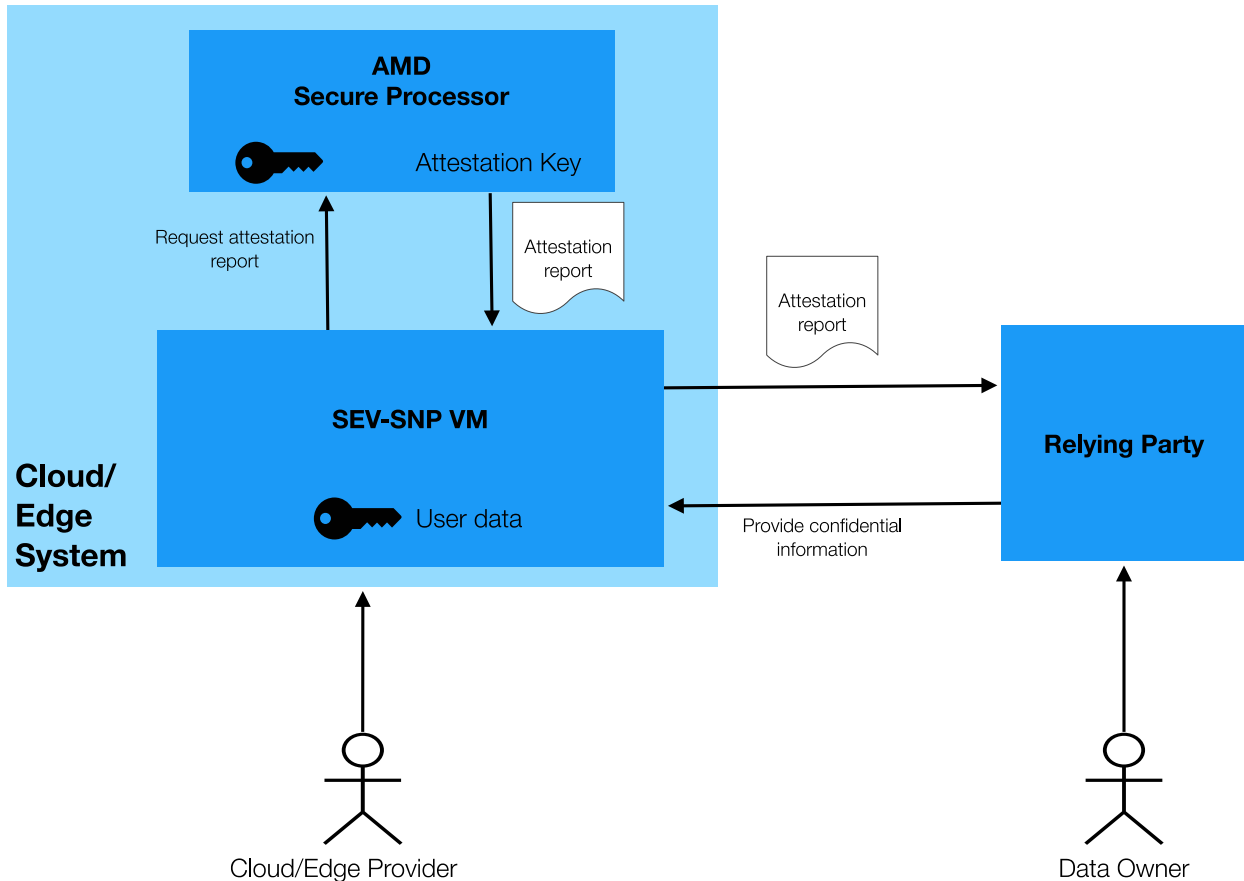 AMD
Secure Processor
Attestation Key
Request attestation
report
Attestation
report
Attestation
report
SEV-SNP VM
Relying Party
Cloud/
Edge
System
User data
Provide confidential
information
Cloud/Edge Provider
Data Owner